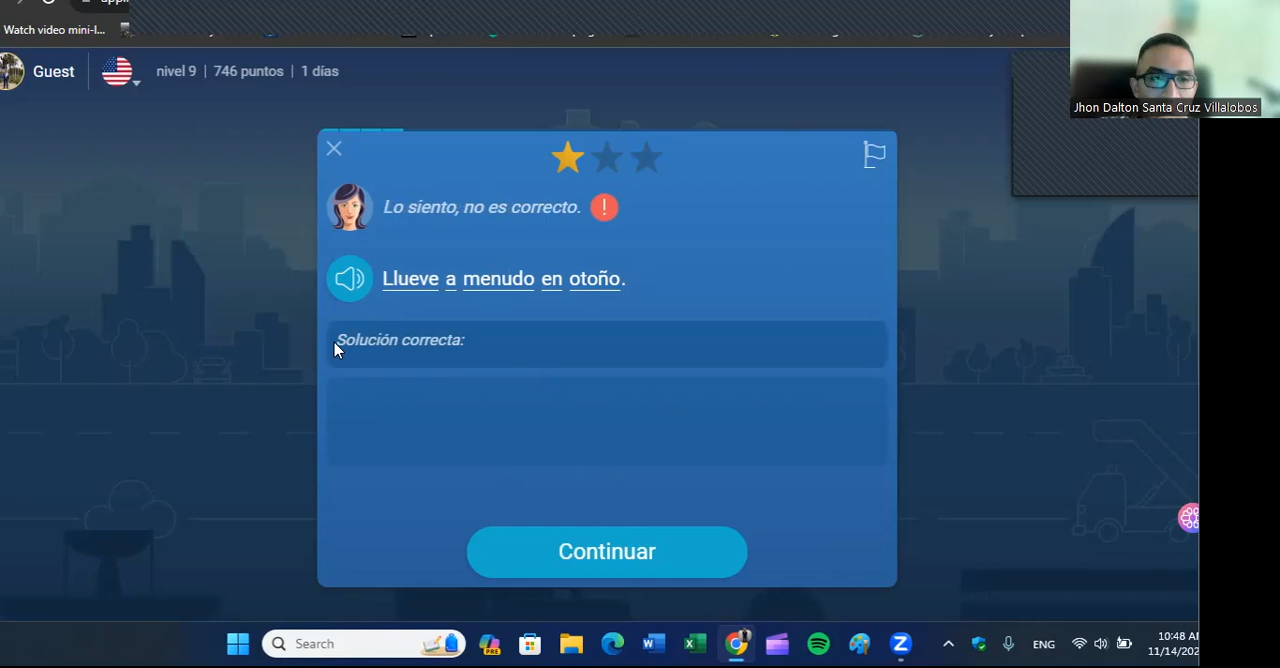 Watch video mini-l...
Guest
nivel 9 | 746 puntos | 1 días
Jhon Dalton Santa Cruz Villalobos
Lo siento, no es correcto. !
Llueve a menudo en otoño.
Solución correcta:
Continuar
Search
PRE
W
X
Z
ENG
10:48 A
11/14/202